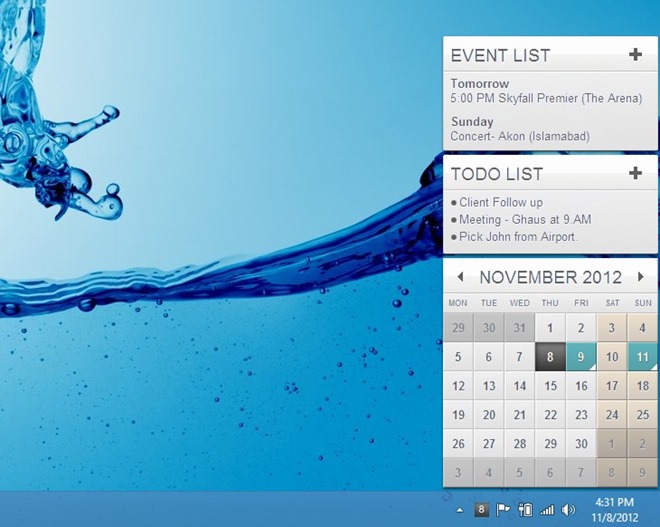 EVENT LIST +
Tomorrow
5:00 PM Skyfall Premier (The Arena)
Sunday
Concert- Akon (Islamabad)
TODO LIST +
• Client Follow up
• Meeting - Ghaus at 9.AM
• Pick John from Airport.
NOVEMBER 2012
MON TUE WED THU FRI SAT SUN
29 30 31 1 2 3 4
5 6 7 8 9 10 11
12 13 14 15 16 17 18
19 20 21 22 23 24 25
26 27 28 29 30 1 2
3 4 5 6 7 8 9
8
4:31 PM
11/8/2012